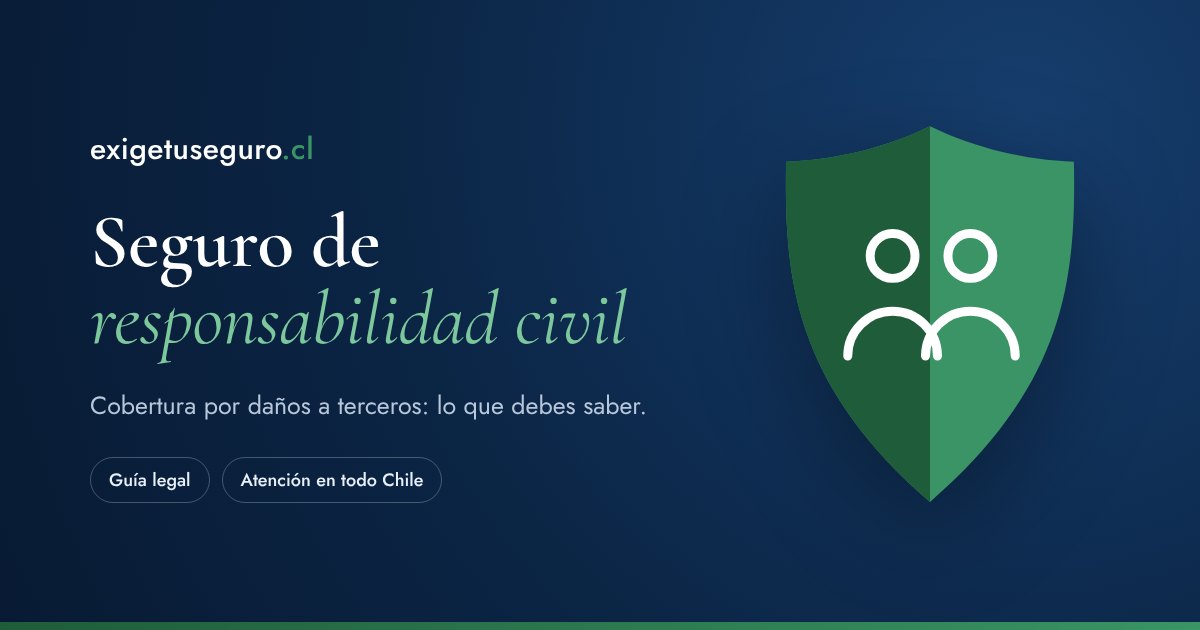 exigetuseguro.cl
Seguro de
responsabilidad civil
Cobertura por daños a terceros: lo que debes saber.
Guía legal
Atención en todo Chile